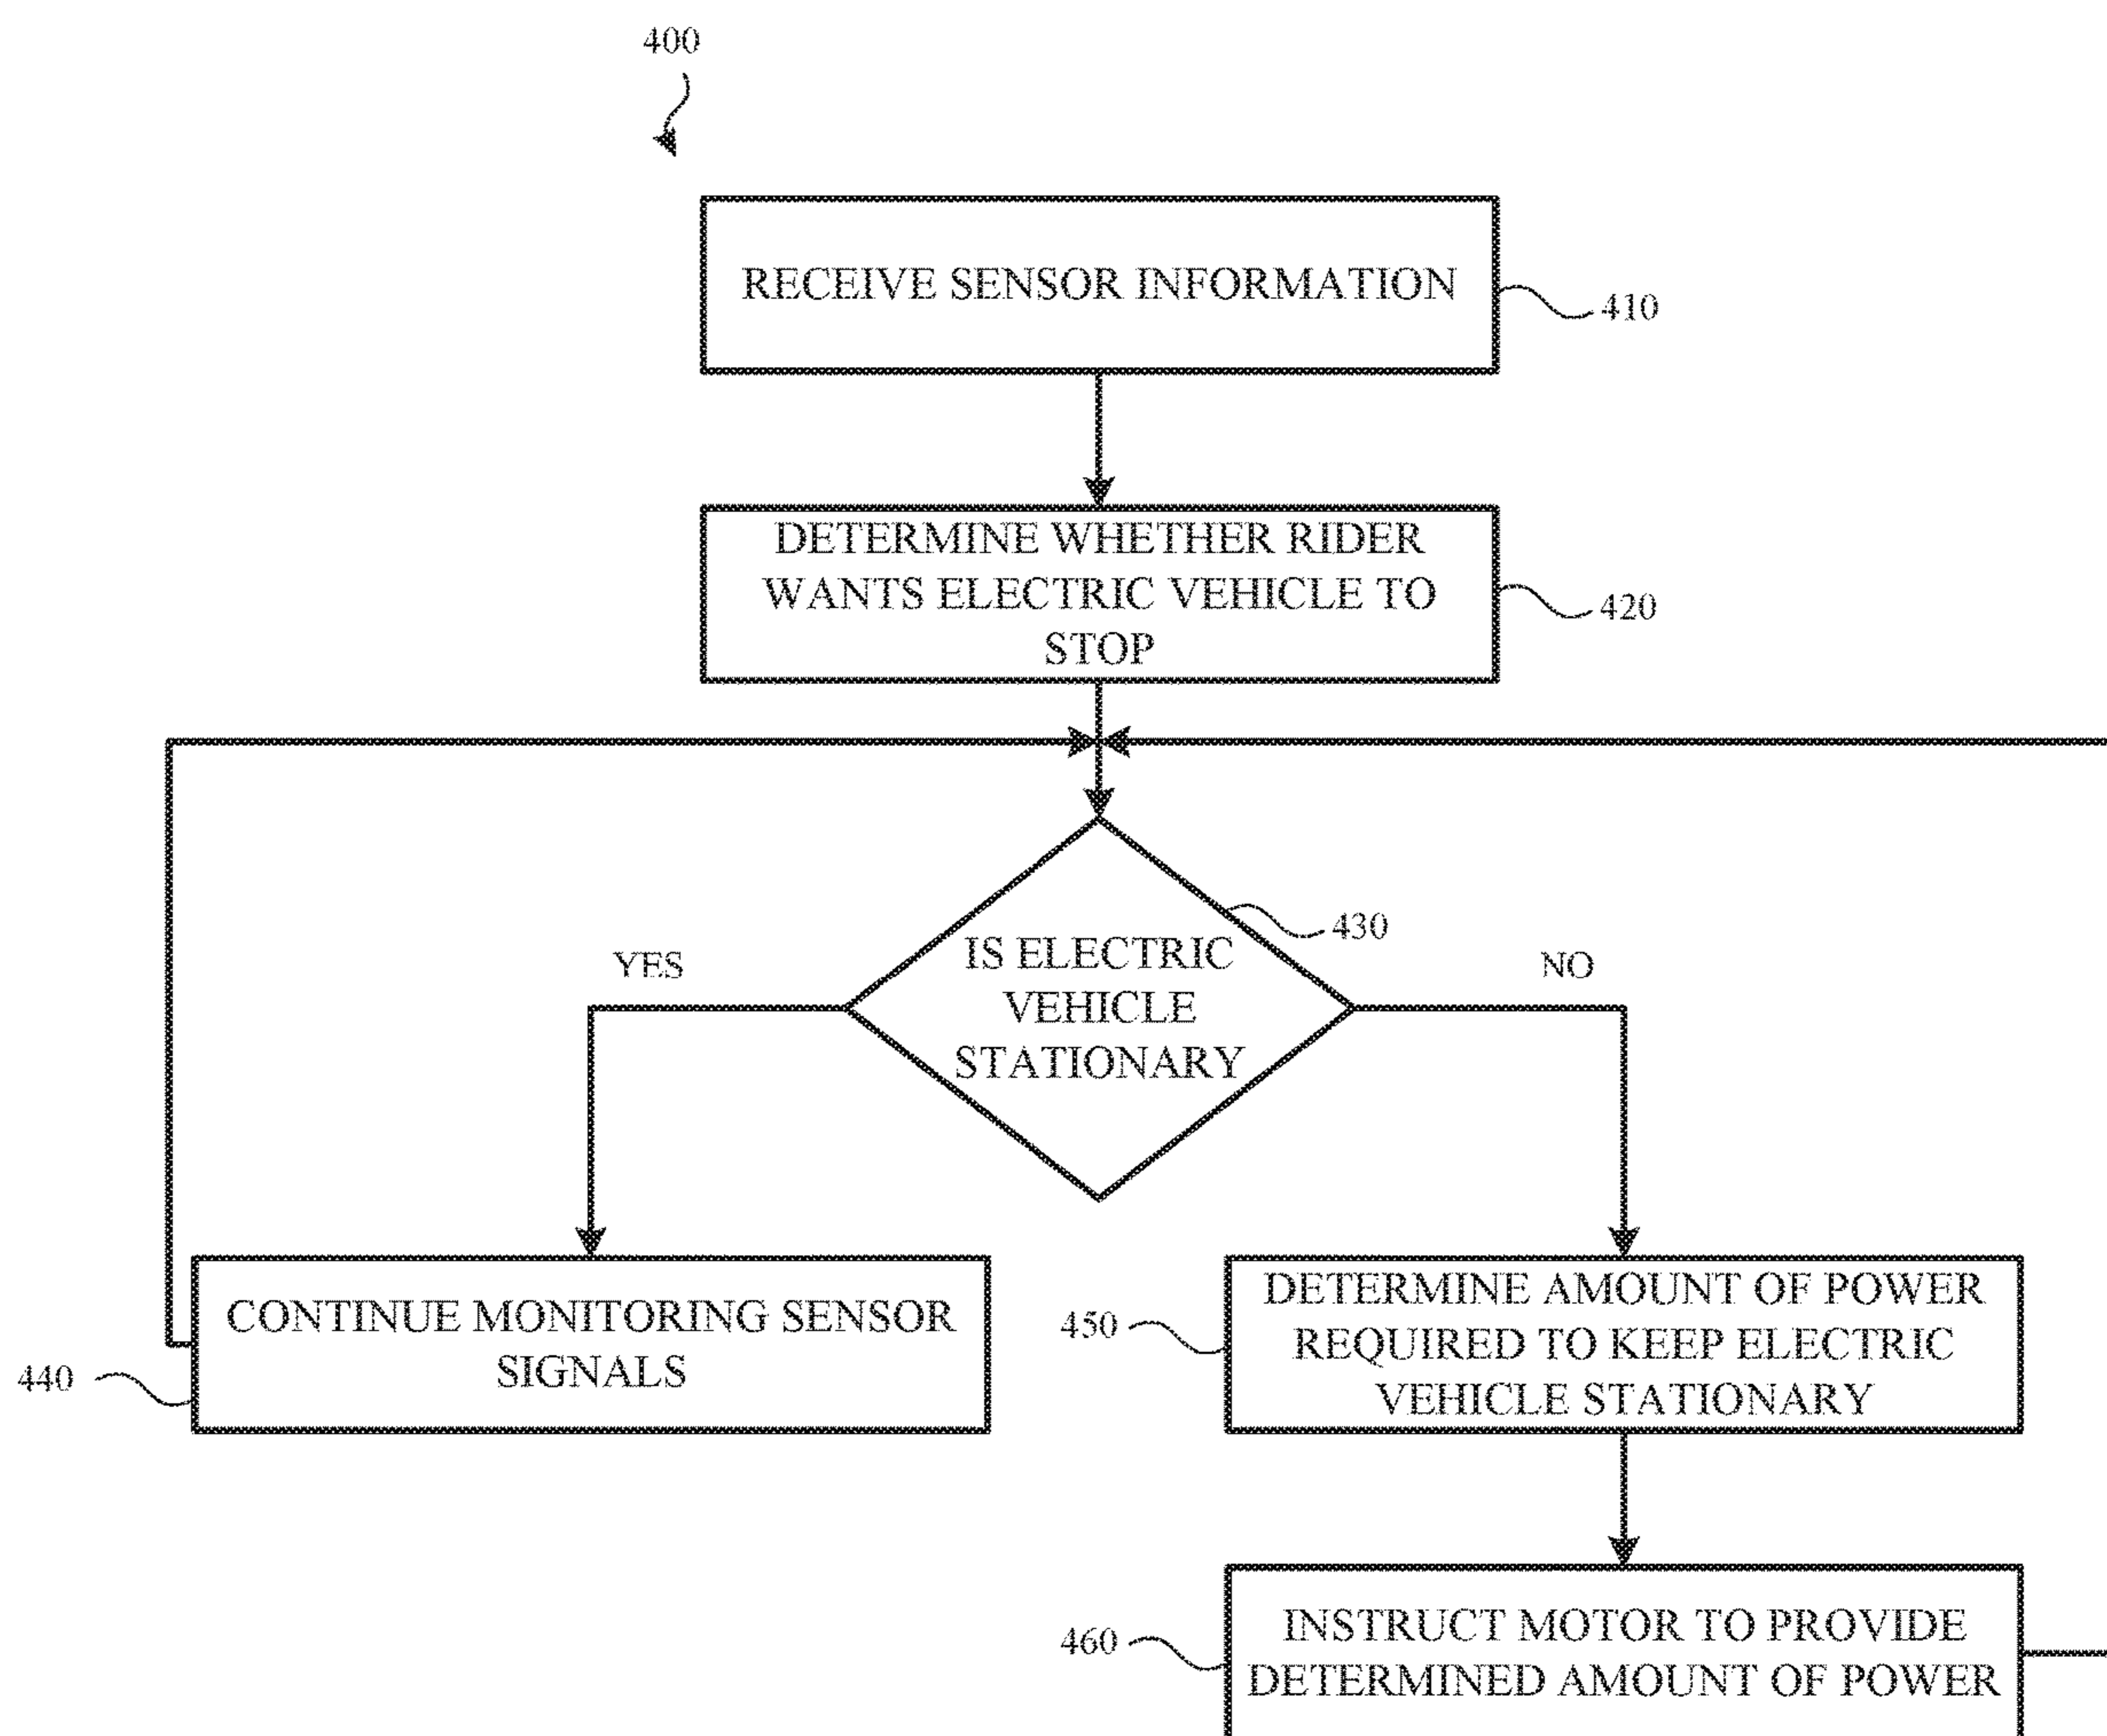 400
RECEIVE SENSOR INFORMATION
410
DETERMINE WHETHER RIDER
WANTS ELECTRIC VEHICLE TO
STOP
420
430
IS ELECTRIC
VEHICLE
STATIONARY
YES
NO
CONTINUE MONITORING SENSOR
SIGNALS
440
DETERMINE AMOUNT OF POWER
REQUIRED TO KEEP ELECTRIC
VEHICLE STATIONARY
450
INSTRUCT MOTOR TO PROVIDE
DETERMINED AMOUNT OF POWER
460